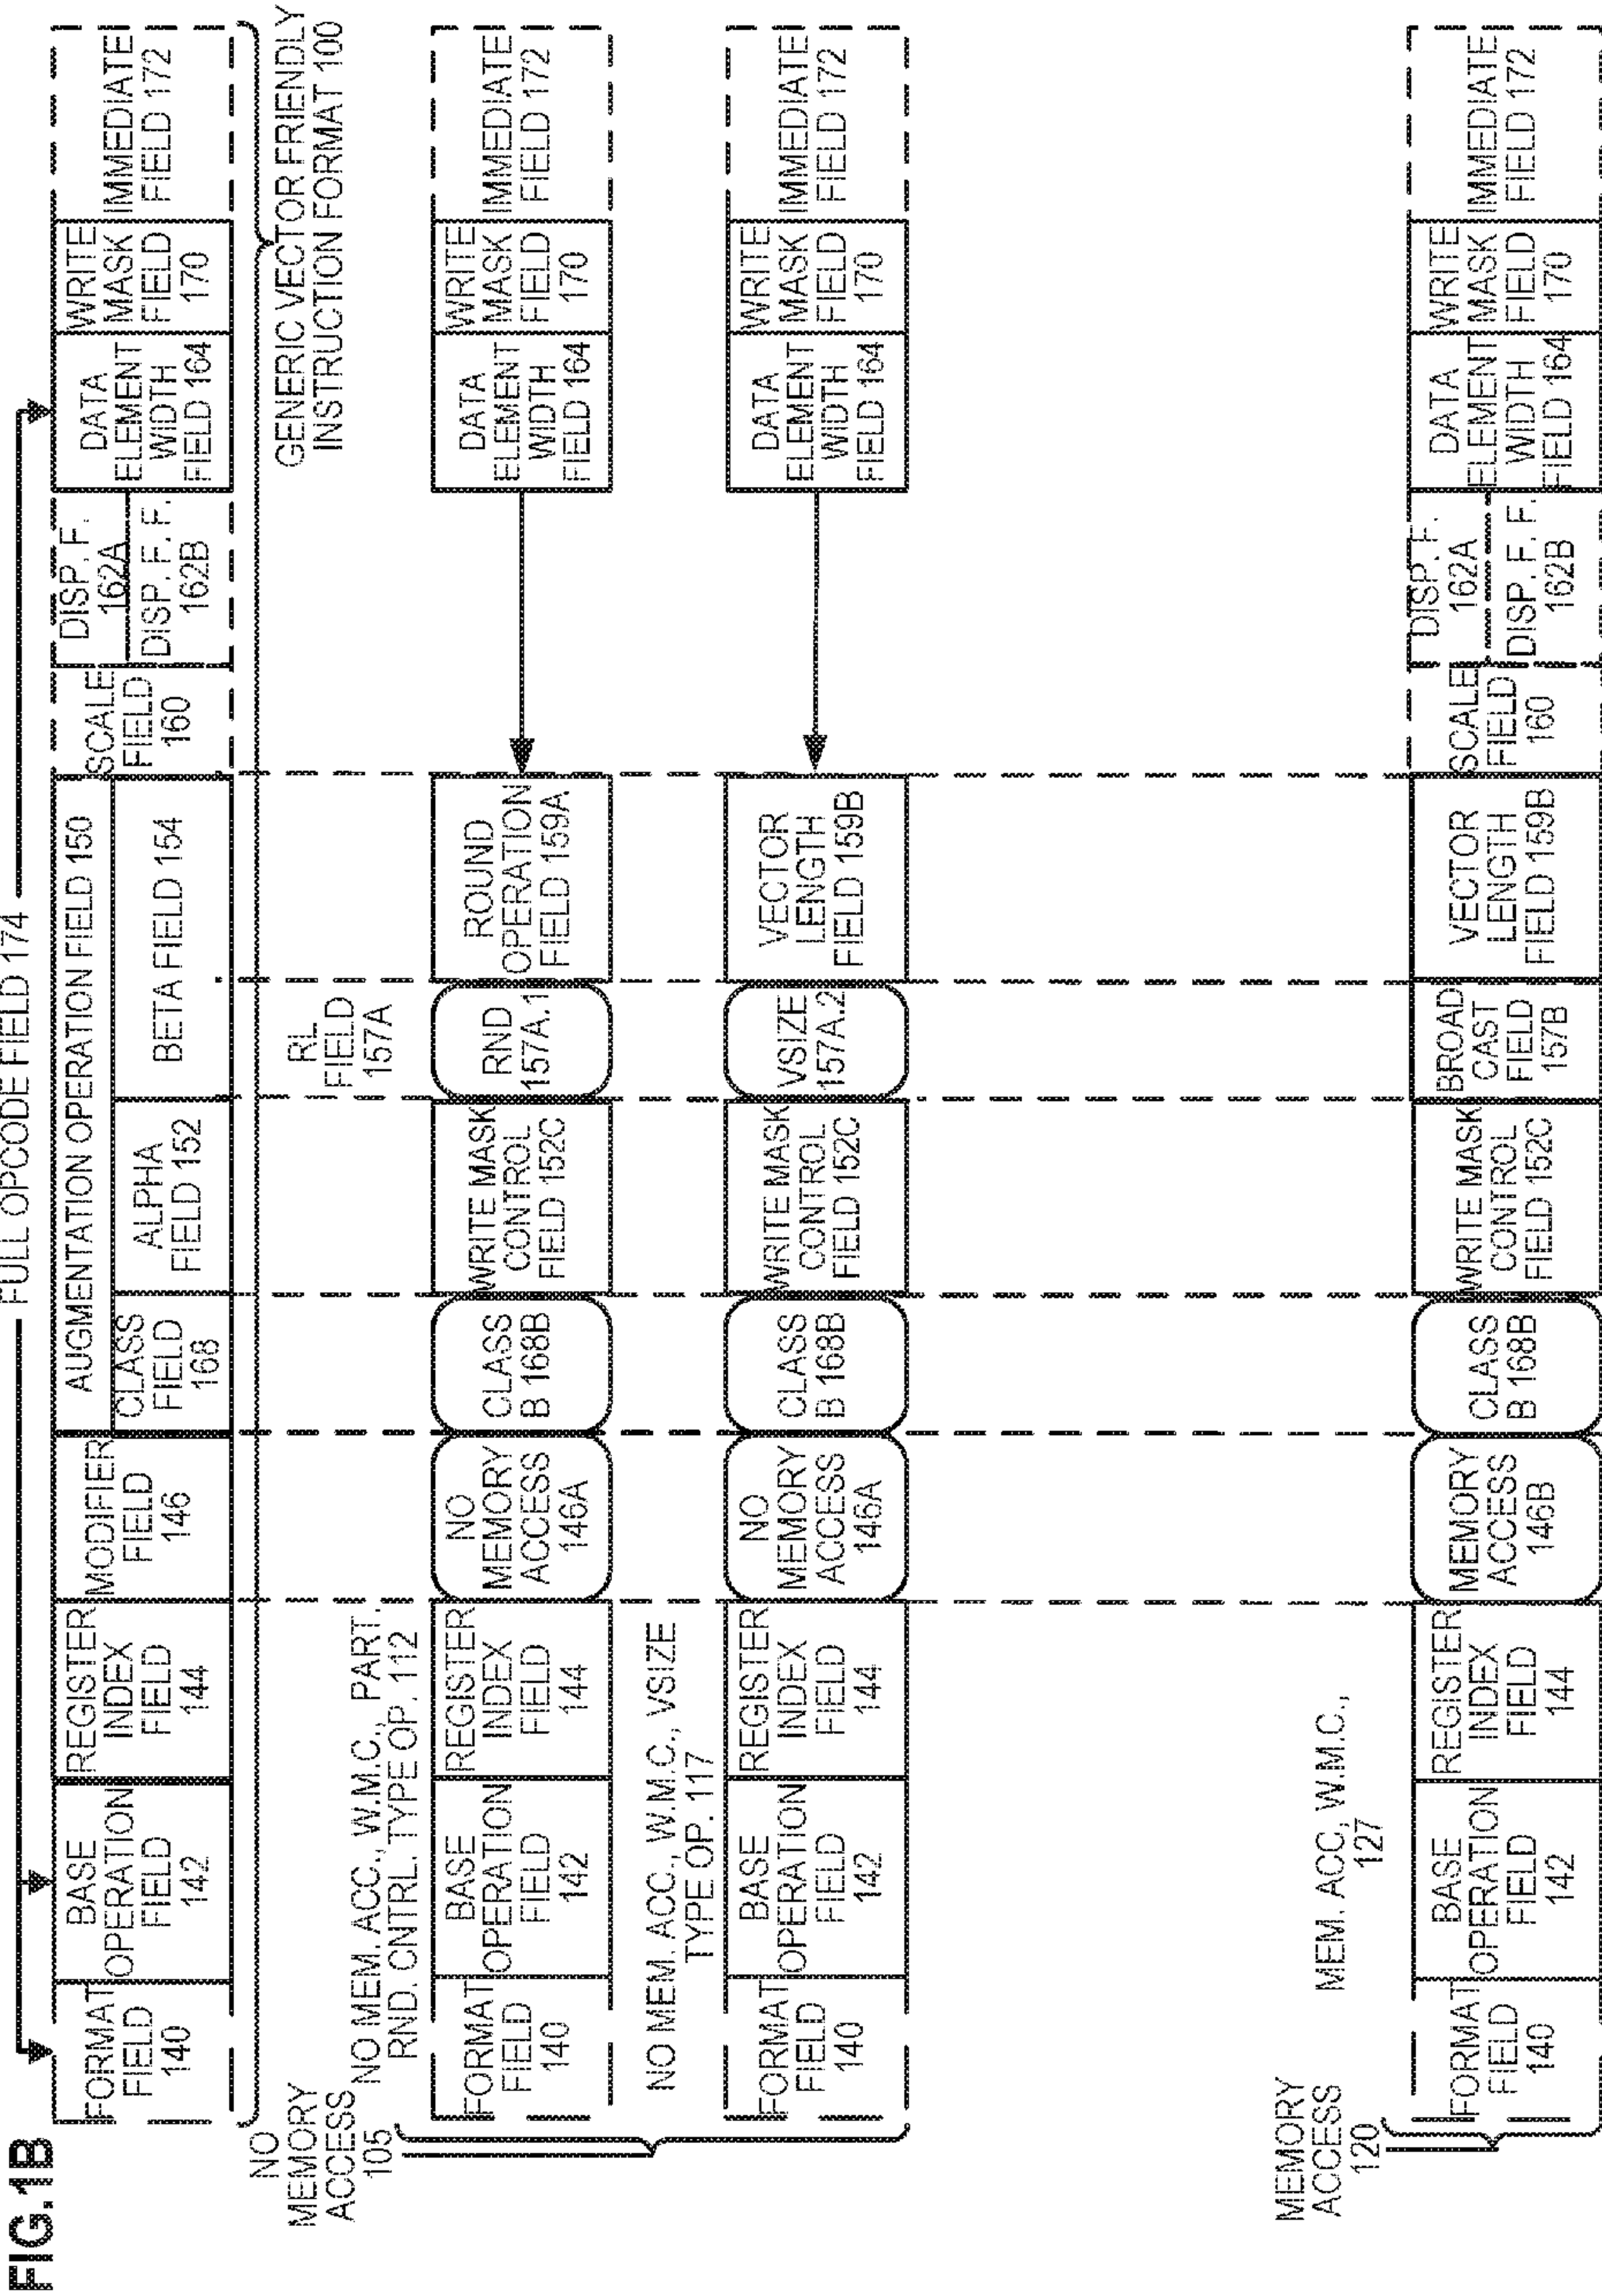 FIG.1B
FULL OPCODE FIELD 174
FORMAT
FIELD
140
BASE
OPERATION
FIELD
142
REGISTER
INDEX
FIELD
144
MODIFIER
FIELD
146
AUGMENTATION OPERATION FIELD 150
CLASS
FIELD
168
ALPHA
FIELD 152
BETA FIELD 154
SCALE
FIELD
160
DISP. F.
162A
DISP. F. F.
162B
DATA
ELEMENT
WIDTH
FIELD 164
WRITE
MASK
FIELD
170
IMMEDIATE
FIELD 172
GENERIC VECTOR FRIENDLY
INSTRUCTION FORMAT 100
NO
MEMORY
ACCESS
105
NO MEM. ACC., W.M.C., PART.
RND. CNTRL. TYPE OP. 112
RL
FIELD
157A
FORMAT
FIELD
140
BASE
OPERATION
FIELD
142
REGISTER
INDEX
FIELD
144
NO
MEMORY
ACCESS
146A
CLASS
B 168B
WRITE MASK
CONTROL
FIELD 152C
RND
157A.1
ROUND
OPERATION
FIELD 159A
DATA
ELEMENT
WIDTH
FIELD 164
WRITE
MASK
FIELD
170
IMMEDIATE
FIELD 172
NO MEM. ACC., W.M.C., VSIZE
TYPE OP. 117
FORMAT
FIELD
140
BASE
OPERATION
FIELD
142
REGISTER
INDEX
FIELD
144
NO
MEMORY
ACCESS
146A
CLASS
B 168B
WRITE MASK
CONTROL
FIELD 152C
VSIZE
157A.2
VECTOR
LENGTH
FIELD 159B
DATA
ELEMENT
WIDTH
FIELD 164
WRITE
MASK
FIELD
170
IMMEDIATE
FIELD 172
MEMORY
ACCESS
120
MEM. ACC, W.M.C.,
127
FORMAT
FIELD
140
BASE
OPERATION
FIELD
142
REGISTER
INDEX
FIELD
144
MEMORY
ACCESS
146B
CLASS
B 168B
WRITE MASK
CONTROL
FIELD 152C
BROAD
CAST
FIELD
157B
VECTOR
LENGTH
FIELD 159B
SCALE
FIELD
160
DISP. F.
162A
DISP. F. F.
162B
DATA
ELEMENT
WIDTH
FIELD 164
WRITE
MASK
FIELD
170
IMMEDIATE
FIELD 172